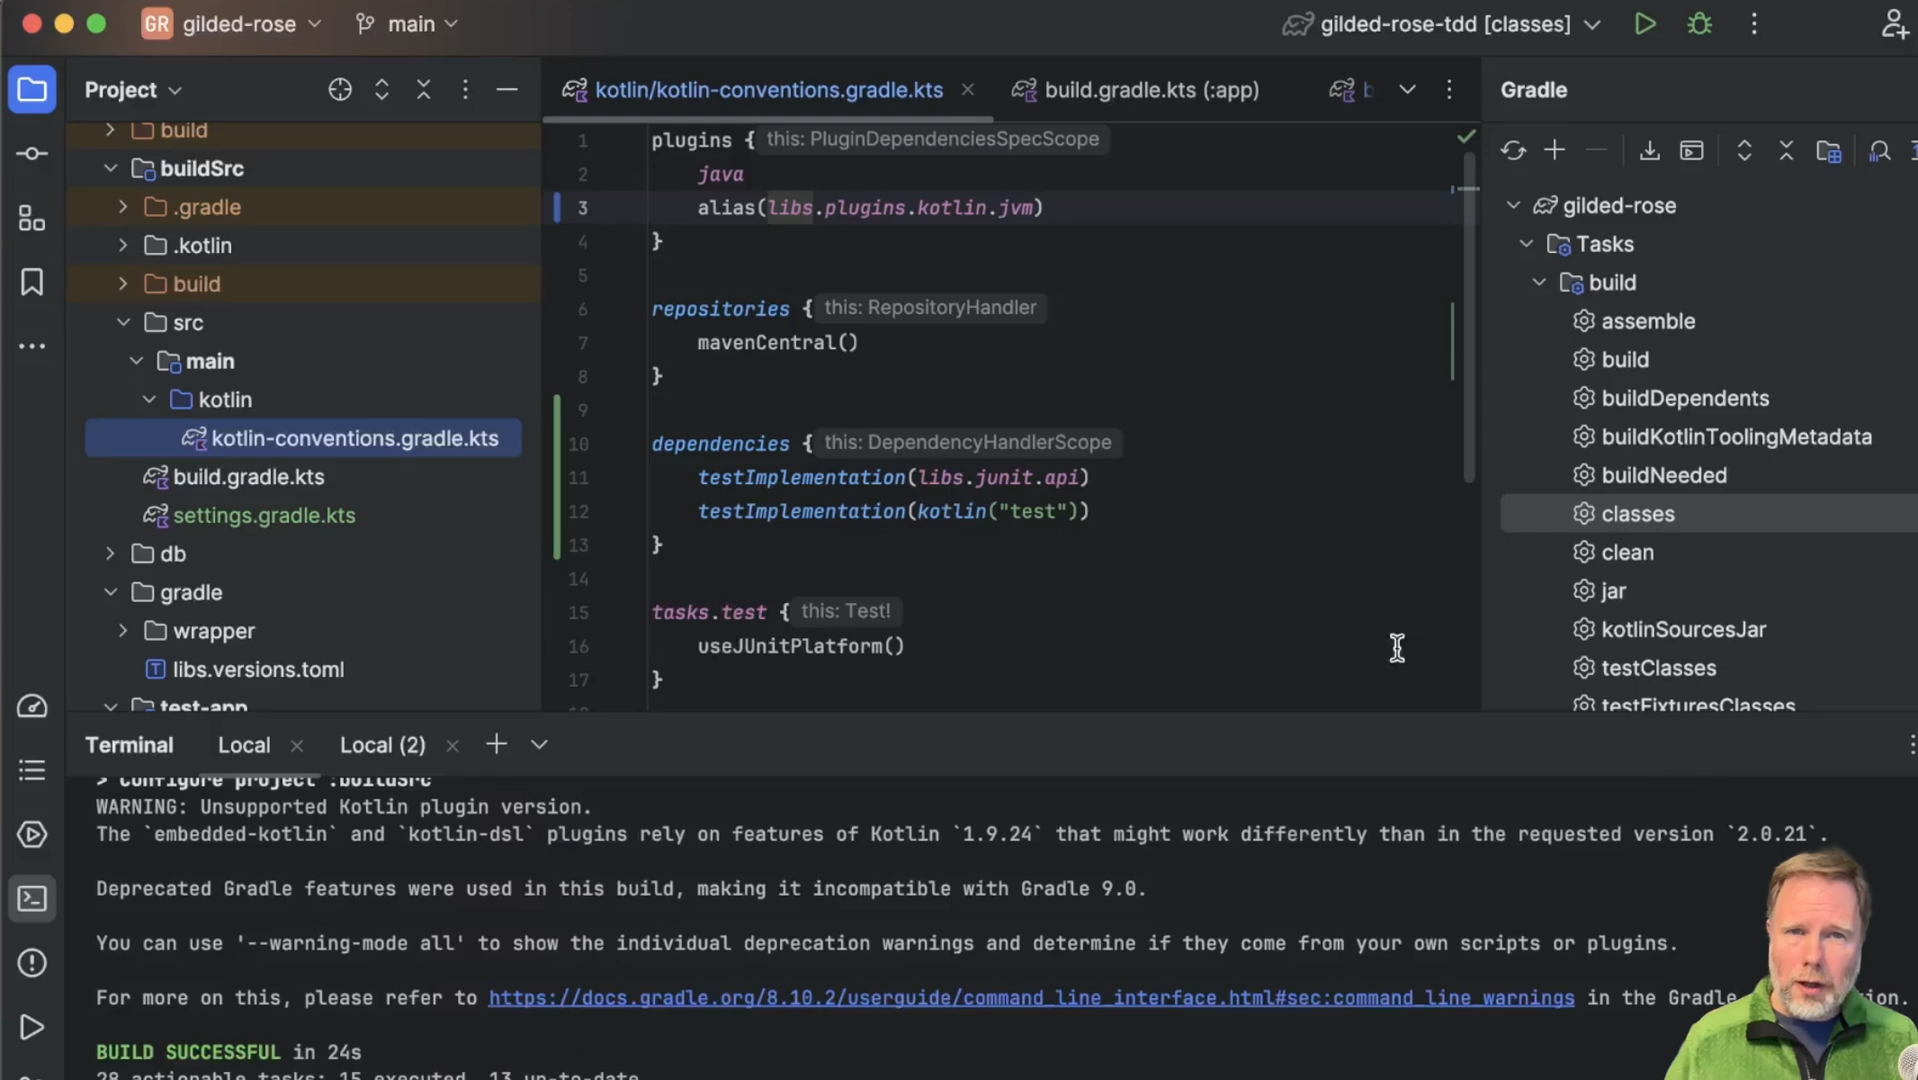 GR gilded-rose main gilded-rose-tdd [classes]
Project
kotlin/kotlin-conventions.gradle.kts
build.gradle.kts (:app)
b
Gradle
build
buildSrc
.gradle
.kotlin
build
src
main
kotlin
kotlin-conventions.gradle.kts
build.gradle.kts
settings.gradle.kts
db
gradle
wrapper
libs.versions.toml
test-app
1 plugins { this: PluginDependenciesSpecScope
2 java
3 alias(libs.plugins.kotlin.jvm)
4 }
5
6 repositories { this: RepositoryHandler
7 mavenCentral()
8 }
9
10 dependencies { this: DependencyHandlerScope
11 testImplementation(libs.junit.api)
12 testImplementation(kotlin("test"))
13 }
14
15 tasks.test { this: Test!
16 useJUnitPlatform()
17 }
gilded-rose
Tasks
build
assemble
build
buildDependents
buildKotlinToolingMetadata
buildNeeded
classes
clean
jar
kotlinSourcesJar
testClasses
testFixturesClasses
Terminal Local Local (2)
> Configure project :buildSrc
WARNING: Unsupported Kotlin plugin version.
The `embedded-kotlin` and `kotlin-dsl` plugins rely on features of Kotlin `1.9.24` that might work differently than in the requested version `2.0.21`.
Deprecated Gradle features were used in this build, making it incompatible with Gradle 9.0.
You can use '--warning-mode all' to show the individual deprecation warnings and determine if they come from your own scripts or plugins.
For more on this, please refer to https://docs.gradle.org/8.10.2/userguide/command_line_interface.html#sec:command_line_warnings in the Gradle
BUILD SUCCESSFUL in 24s
28 actionable tasks: 15 executed, 13 up-to-date